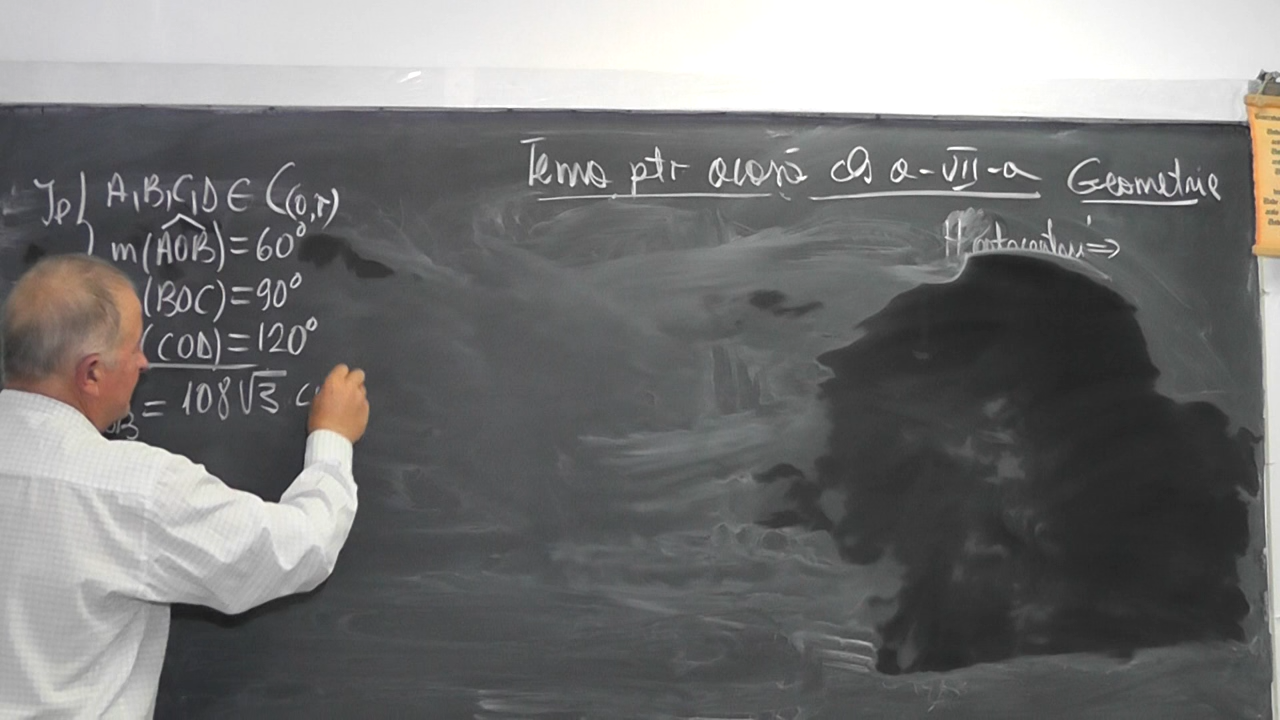 Temă ptr acasă cls a-VII-a Geometrie
Ip
A,B,C,D ∈ C(O,r)
m(AOB)=60°
(BOC)=90°
(COD)=120°
= 108√3